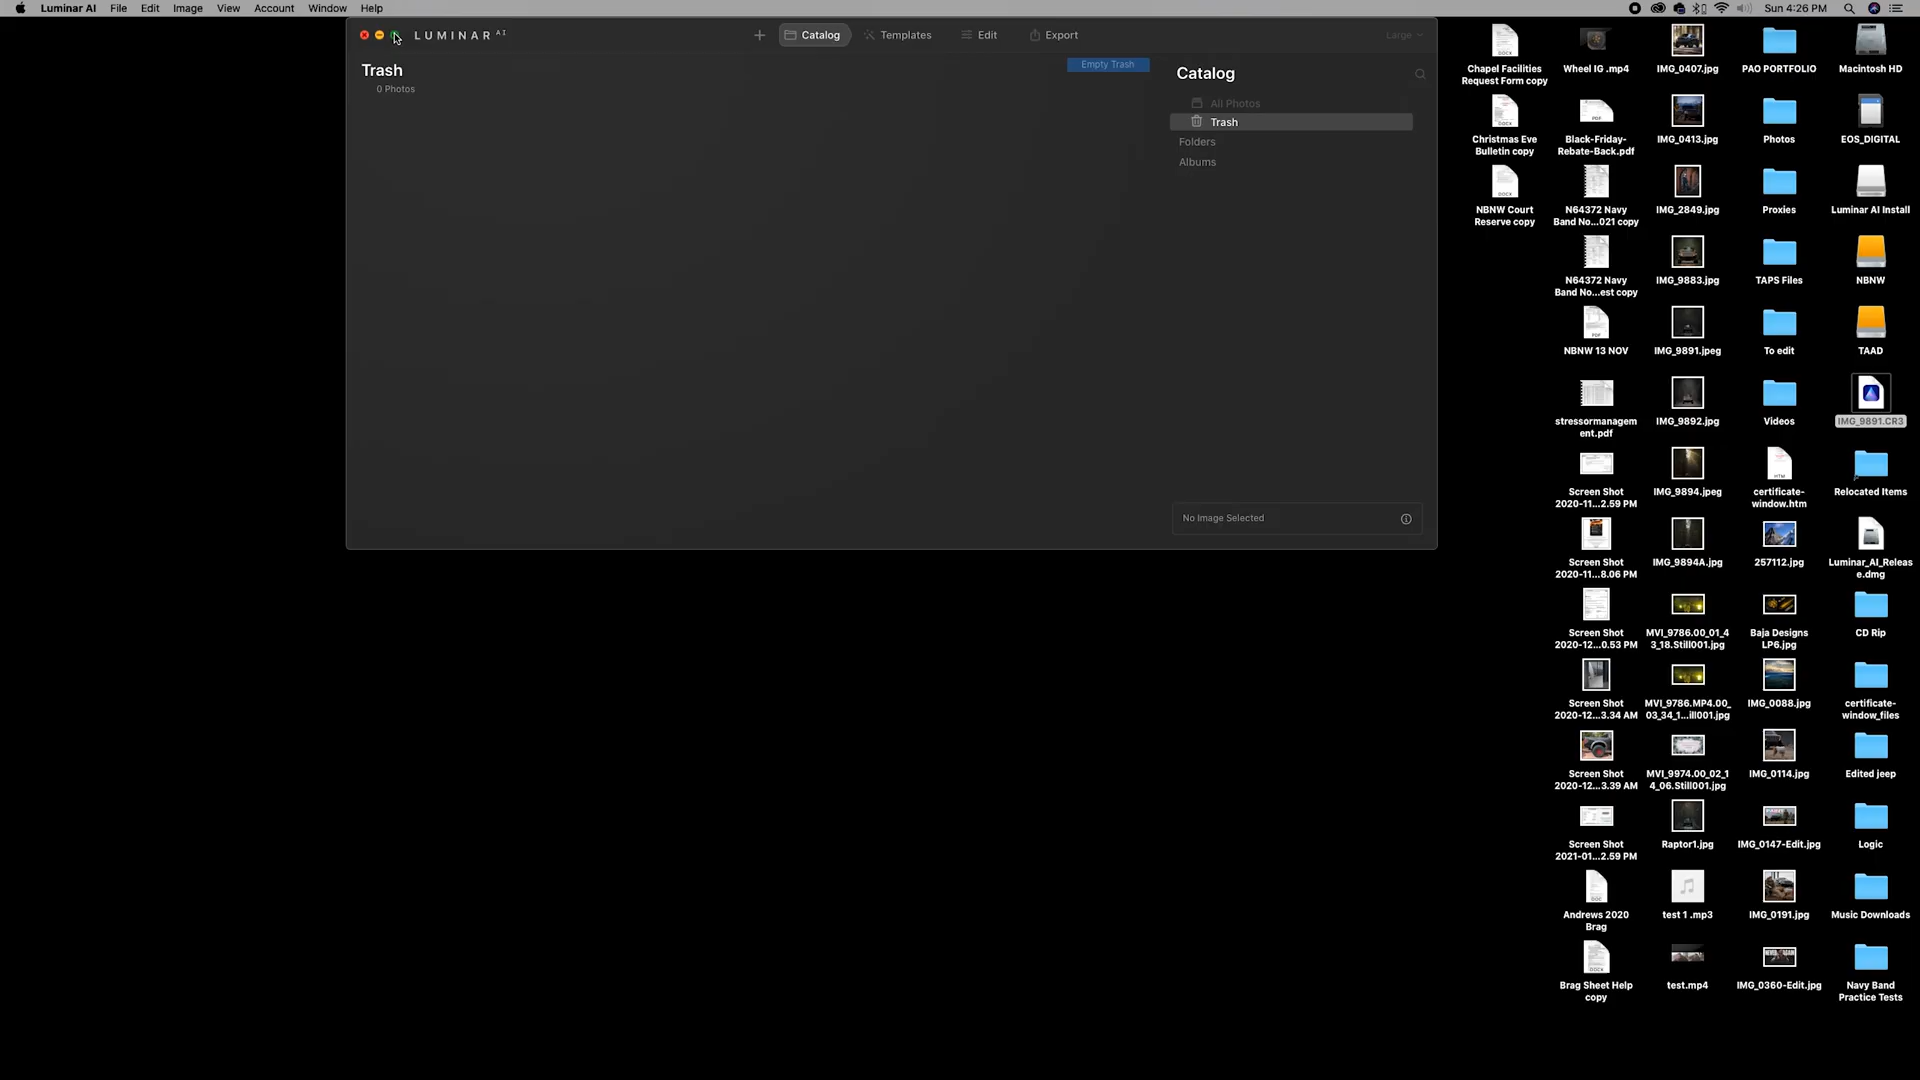 Luminar AI File Edit Image View Account Window Help
Sun 4:26 PM
LUMINAR AI
Catalog
Templates
Edit
Export
Large
Trash
0 Photos
Empty Trash
Catalog
All Photos
Trash
Folders
Albums
No Image Selected
Chapel Facilities
Request Form copy
Wheel IG .mp4
IMG_0407.jpg
PAO PORTFOLIO
Macintosh HD
Christmas Eve
Bulletin copy
Black-Friday-
Rebate-Back.pdf
IMG_0413.jpg
Photos
EOS_DIGITAL
NBNW Court
Reserve copy
N64372 Navy
Band No...021 copy
IMG_2849.jpg
Proxies
Luminar AI Install
N64372 Navy
Band No...est copy
IMG_9883.jpg
TAPS Files
NBNW
NBNW 13 NOV
IMG_9891.jpeg
To edit
TAAD
stressormanagem
ent.pdf
IMG_9892.jpg
Videos
IMG_9891.CR3
Screen Shot
2020-11...2.59 PM
IMG_9894.jpeg
certificate-
window.htm
Relocated Items
Screen Shot
2020-11...8.06 PM
IMG_9894A.jpg
257112.jpg
Luminar_AI_Releas
e.dmg
Screen Shot
2020-12...0.53 PM
MVI_9786.00_01_4
3_18.Still001.jpg
Baja Designs
LP6.jpg
CD Rip
Screen Shot
2020-12...3.34 AM
MVI_9786.MP4.00_
03_34_1...ill001.jpg
IMG_0088.jpg
certificate-
window_files
Screen Shot
2020-12...3.39 AM
MVI_9974.00_02_1
4_06.Still001.jpg
IMG_0114.jpg
Edited jeep
Screen Shot
2021-01...2.59 PM
Raptor1.jpg
IMG_0147-Edit.jpg
Logic
Andrews 2020
Brag
test 1 .mp3
IMG_0191.jpg
Music Downloads
Brag Sheet Help
copy
test.mp4
IMG_0360-Edit.jpg
Navy Band
Practice Tests